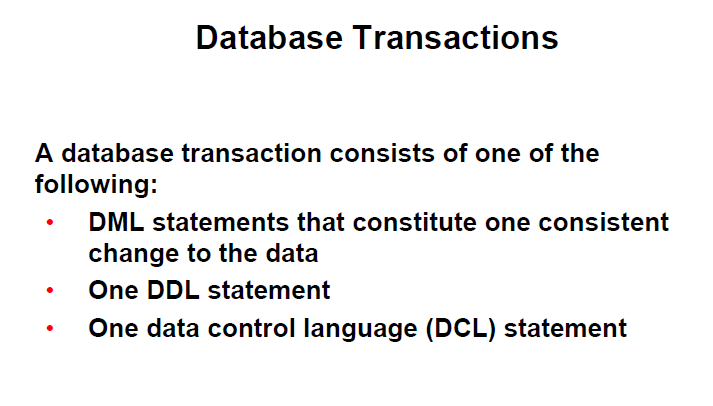 Database Transactions
A database transaction consists of one of the
following:
• DML statements that constitute one consistent
change to the data
• One DDL statement
• One data control language (DCL) statement